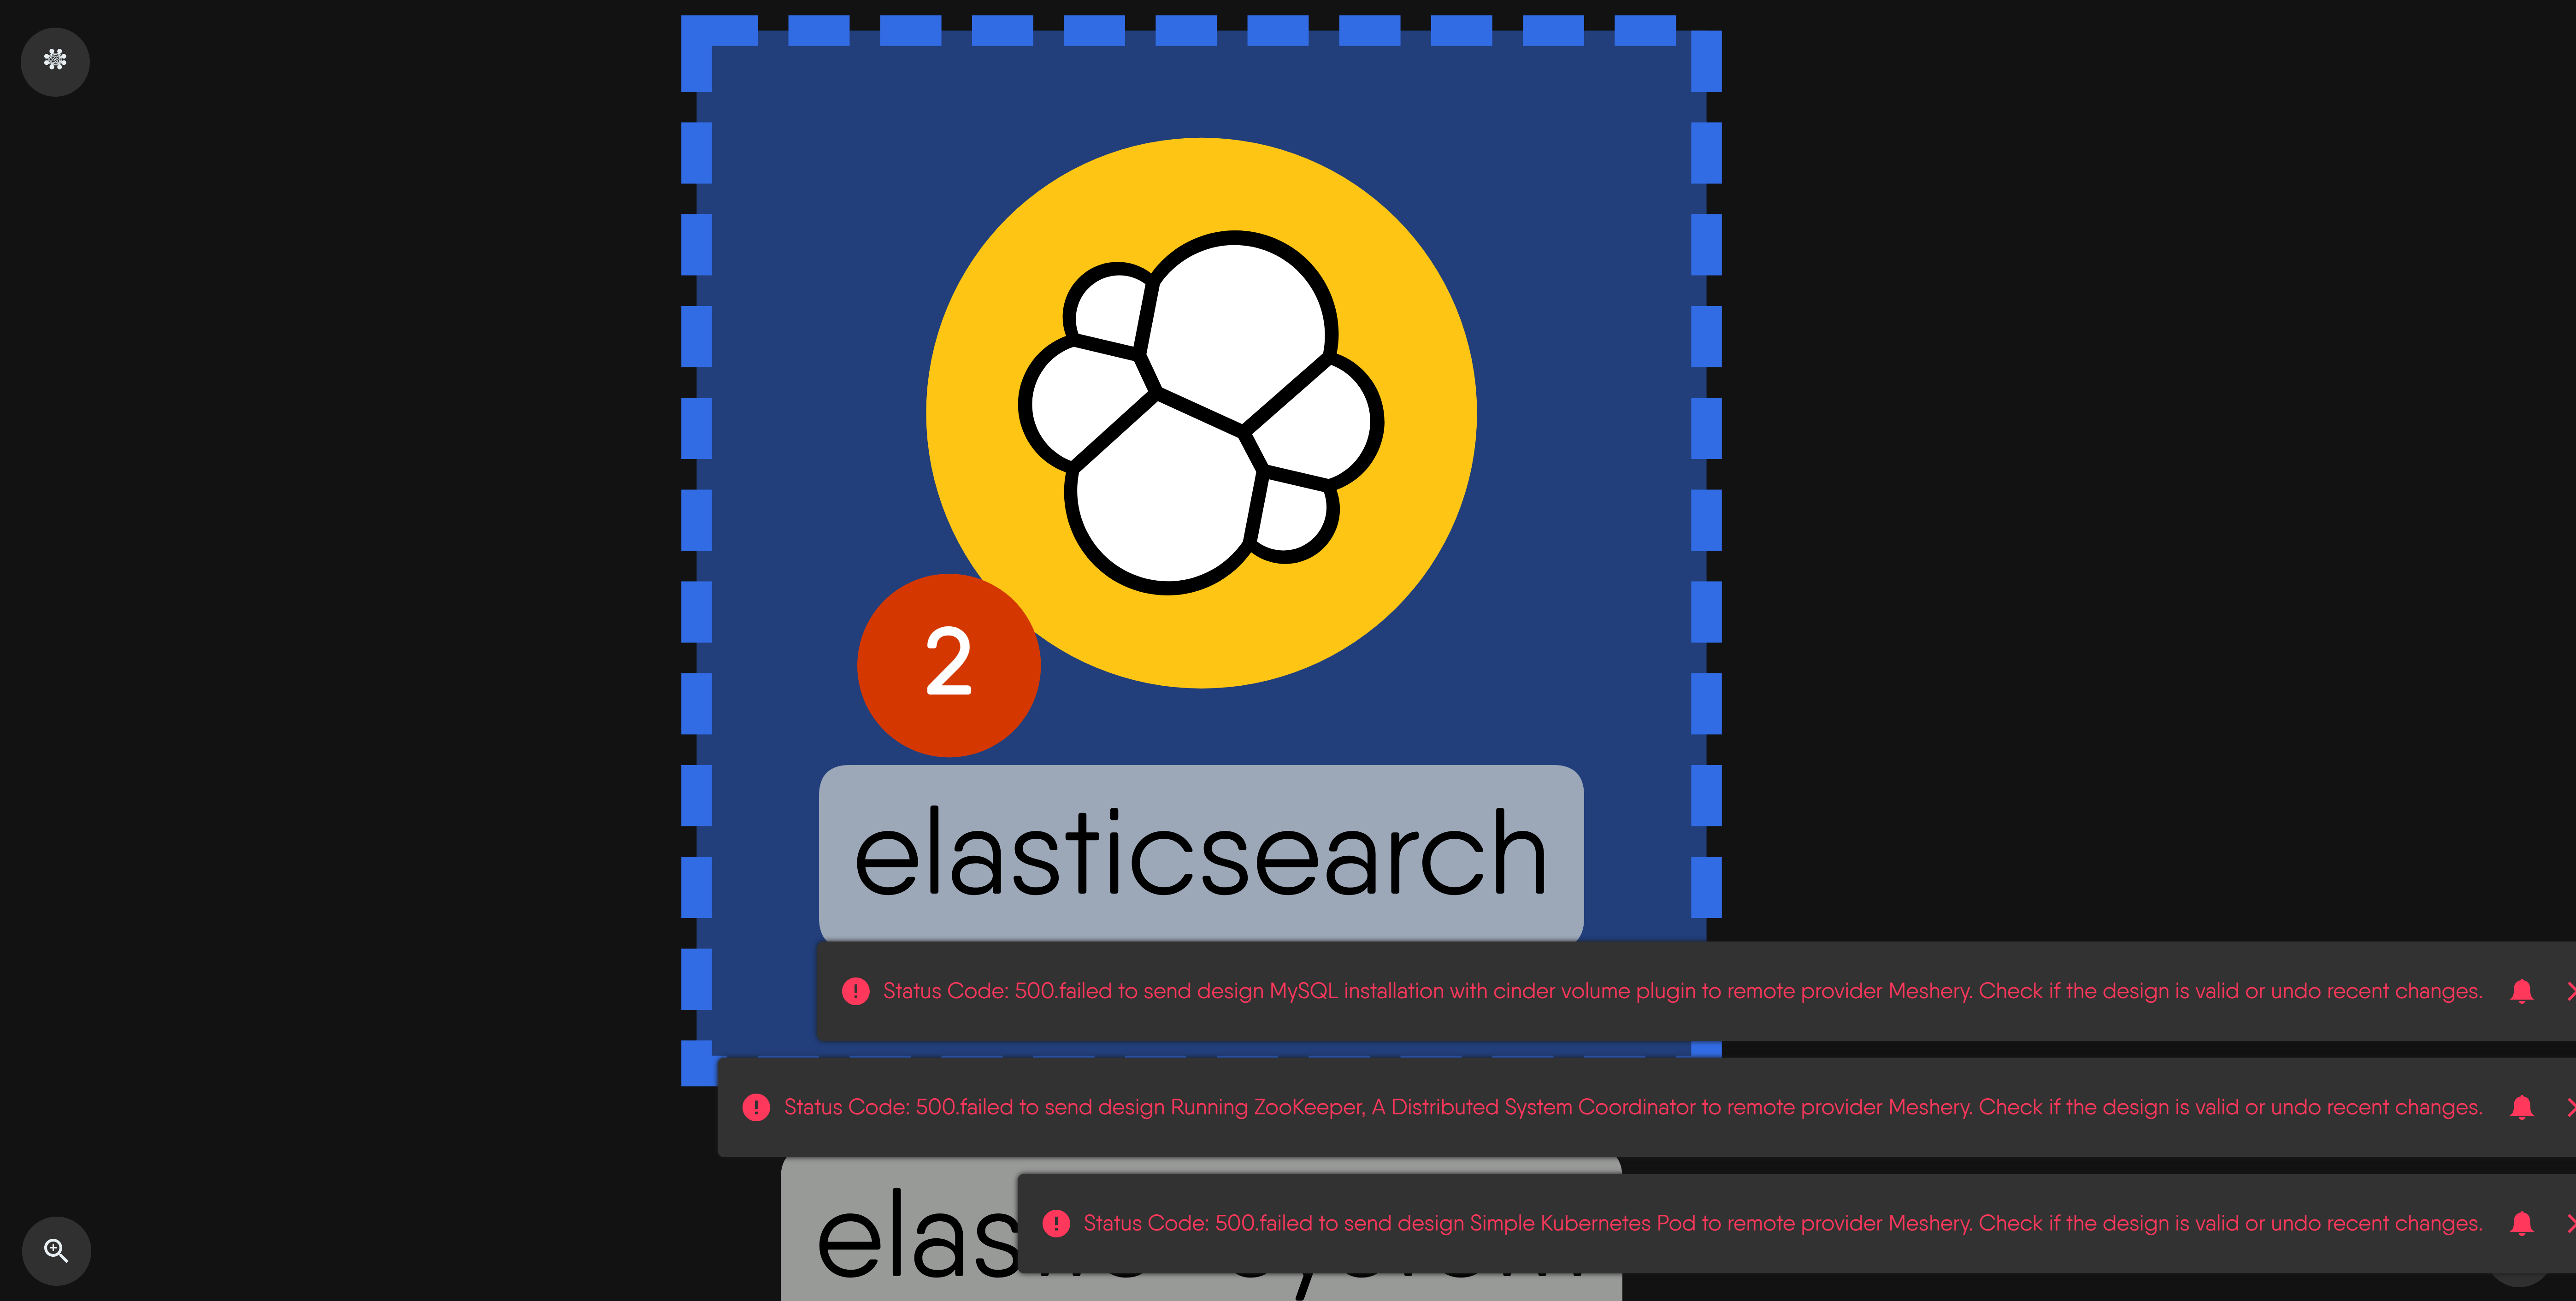 2
elasticsearch
Status Code: 500.failed to send design MySQL installation with cinder volume plugin to remote provider Meshery. Check if the design is valid or undo recent changes.
Status Code: 500.failed to send design Running ZooKeeper, A Distributed System Coordinator to remote provider Meshery. Check if the design is valid or undo recent changes.
Status Code: 500.failed to send design Simple Kubernetes Pod to remote provider Meshery. Check if the design is valid or undo recent changes.